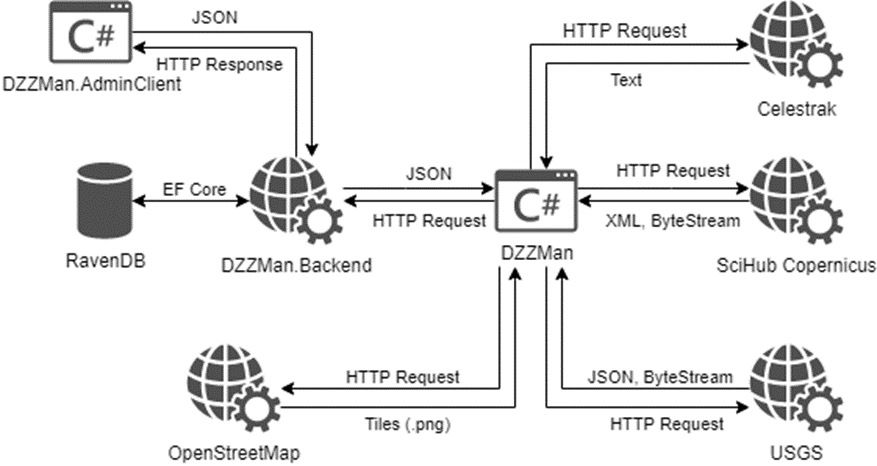 C#
JSON
HTTP Response
DZZMan.AdminClient
HTTP Request
Text
Celestrak
EF Core
RavenDB
DZZMan.Backend
JSON
HTTP Request
C#
DZZMan
HTTP Request
XML, ByteStream
SciHub Copernicus
HTTP Request
Tiles (.png)
OpenStreetMap
JSON, ByteStream
HTTP Request
USGS